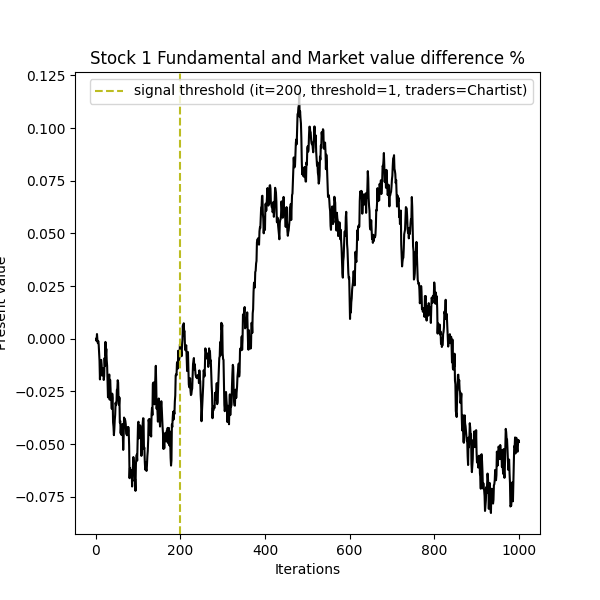 Stock 1 Fundamental and Market value difference %
signal threshold (it=200, threshold=1, traders=Chartist)
0.125
0.100
0.075
0.050
0.025
0.000
−0.025
−0.050
−0.075
Present value
0 200 400 600 800 1000
Iterations